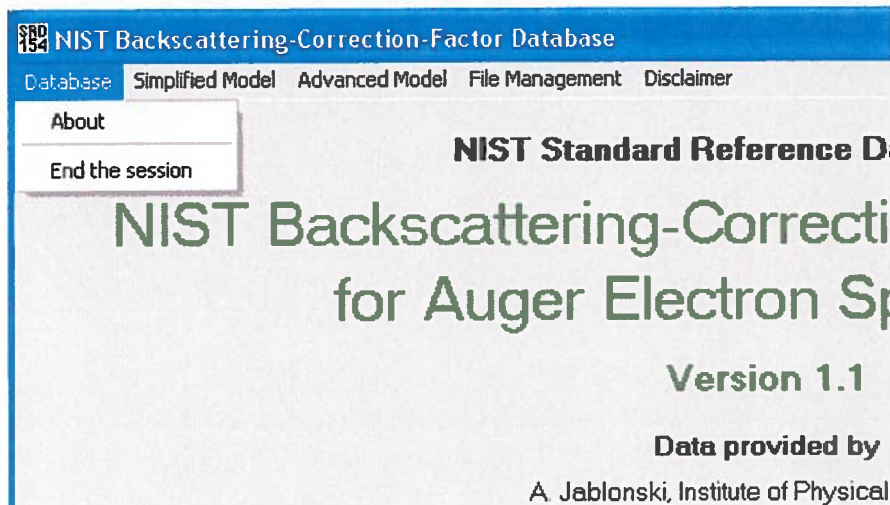 SRD
154 NIST Backscattering-Correction-Factor Database
Database Simplified Model Advanced Model File Management Disclaimer
About
End the session
NIST Standard Reference Da
NIST Backscattering-Correcti
for Auger Electron Sp
Version 1.1
Data provided by
A. Jablonski, Institute of Physical